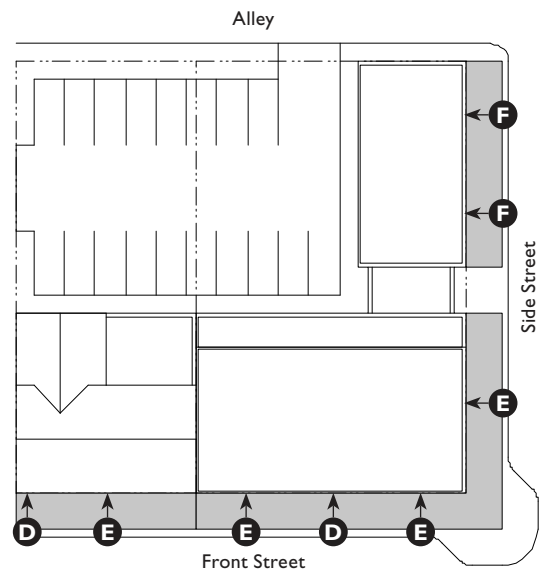 Alley
F
F
Side Street
E
D E E D E
Front Street